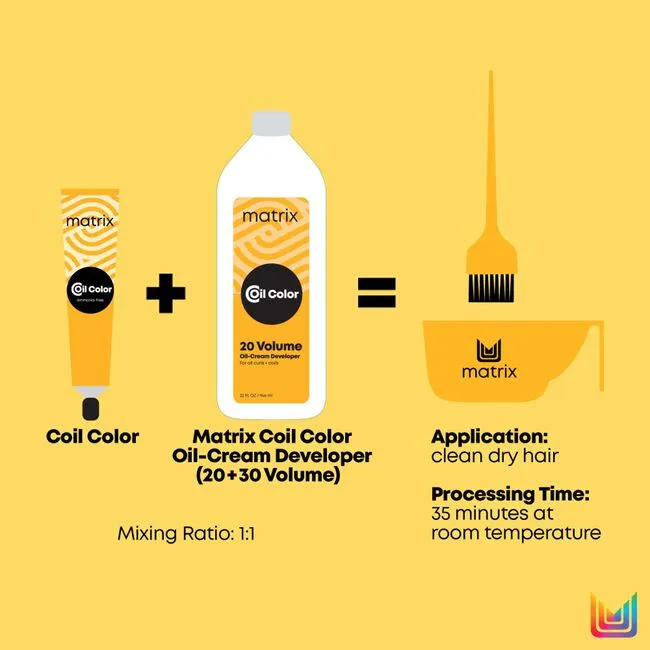 matrix
Coil Color
Ammonia-free
matrix
Coil Color
20 Volume
Oil-Cream Developer
For all curls + coils
32 FL OZ / 946 ml
matrix
Coil Color
Matrix Coil Color
Oil-Cream Developer
(20+30 Volume)
Mixing Ratio: 1:1
Application:
clean dry hair
Processing Time:
35 minutes at
room temperature